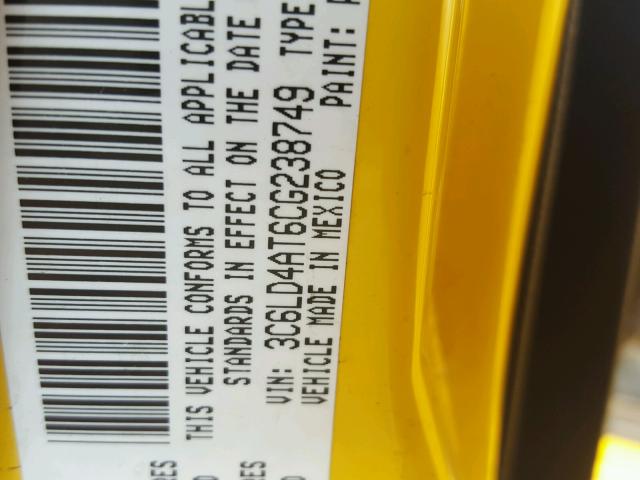 THIS VEHICLE CONFORMS TO ALL APPLICABL
STANDARDS IN EFFECT ON THE DATE
VIN: 3C6LD4AT6CG238749 TYPE
VEHICLE MADE IN MEXICO PAINT: